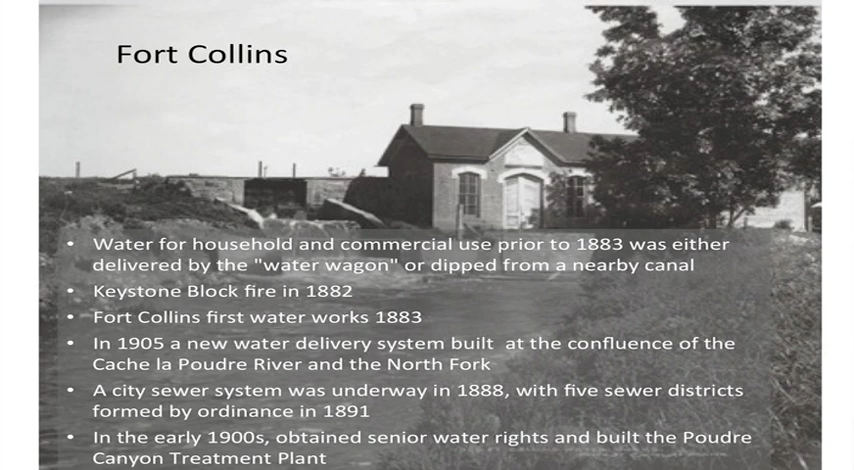 Fort Collins
• Water for household and commercial use prior to 1883 was either
delivered by the "water wagon" or dipped from a nearby canal
• Keystone Block fire in 1882
• Fort Collins first water works 1883
• In 1905 a new water delivery system built  at the confluence of the
Cache la Poudre River and the North Fork
• A city sewer system was underway in 1888, with five sewer districts
formed by ordinance in 1891
• In the early 1900s, obtained senior water rights and built the Poudre
Canyon Treatment Plant